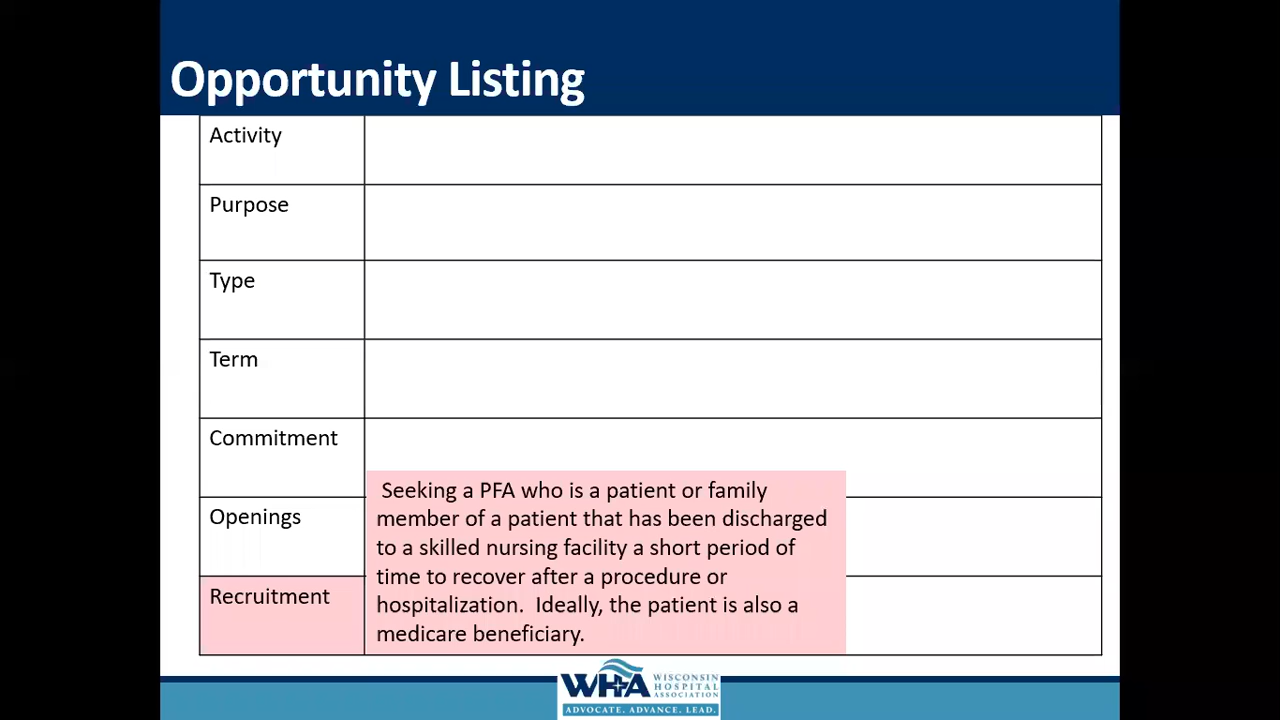 Opportunity Listing
Activity
Purpose
Type
Term
Commitment
Openings
Recruitment
Seeking a PFA who is a patient or family
member of a patient that has been discharged
to a skilled nursing facility a short period of
time to recover after a procedure or
hospitalization. Ideally, the patient is also a
medicare beneficiary.
WHA
WISCONSIN
HOSPITAL
ASSOCIATION
ADVOCATE. ADVANCE. LEAD.